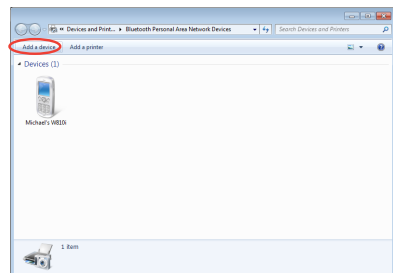 « Devices and Print... ▸ Bluetooth Personal Area Network Devices
Search Devices and Printers
Add a device Add a printer
Devices (1)
Michael's W810i
1 item